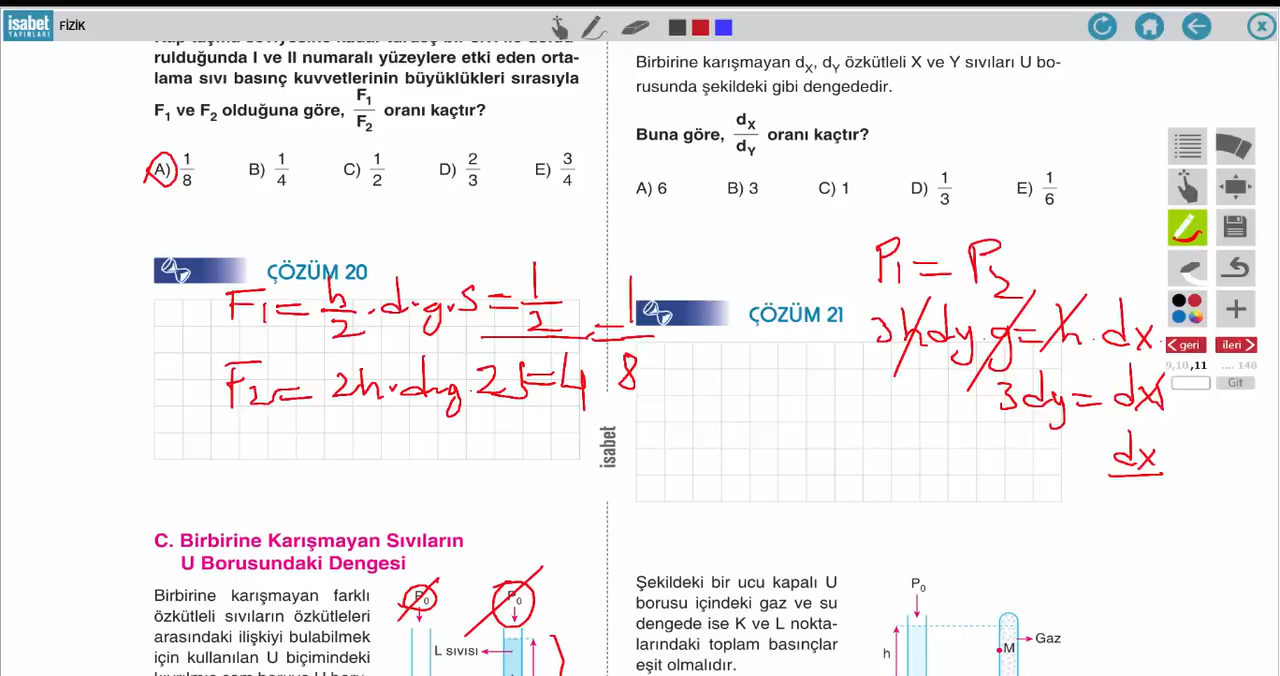 isabet
YAYINLARI
FİZİK
rulduğunda I ve II numaralı yüzeylere etki eden orta-
lama sıvı basınç kuvvetlerinin büyüklükleri sırasıyla
F1 ve F2 olduğuna göre, F1/F2 oranı kaçtır?
A) 1/8 B) 1/4 C) 1/2 D) 2/3 E) 3/4
ÇÖZÜM 20
F1 = h/2 . d . g . S = 1/2 = 1
F2 = 2h . d . g . 2S = 4 8
C. Birbirine Karışmayan Sıvıların
U Borusundaki Dengesi
Birbirine karışmayan farklı
özkütleli sıvıların özkütleleri
arasındaki ilişkiyi bulabilmek
için kullanılan U biçimindeki
P0
P0
L sıvısı
isabet
Birbirine karışmayan dX, dY özkütleli X ve Y sıvıları U bo-
rusunda şekildeki gibi dengededir.
Buna göre, dX/dY oranı kaçtır?
A) 6 B) 3 C) 1 D) 1/3 E) 1/6
P1 = P2
ÇÖZÜM 21
3hdy.g = h . dx
3dy = dx
dx
Şekildeki bir ucu kapalı U
borusu içindeki gaz ve su
dengede ise K ve L nokta-
larındaki toplam basınçlar
eşit olmalıdır.
P0
h
M
Gaz
geri ileri
9,10,11 .... 148
Git